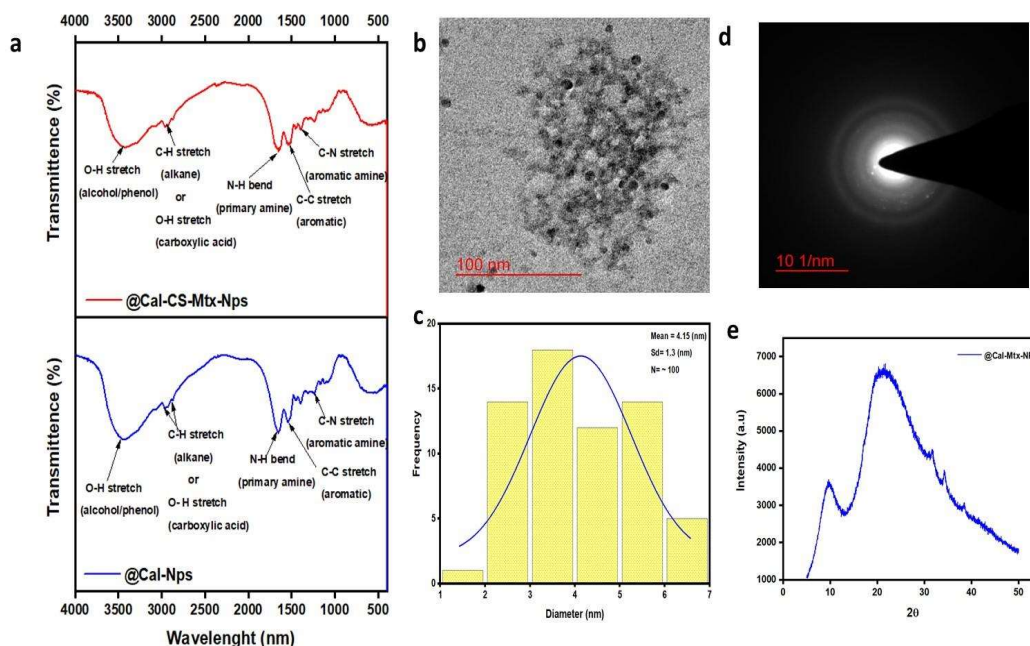 a
4000 3500 3000 2500 2000 1500 1000 500
Transmittence (%)
O-H stretch
(alcohol/phenol)
C-H stretch
(alkane)
or
O-H stretch
(carboxylic acid)
N-H bend
(primary amine)
C-N stretch
(aromatic amine)
C-C stretch
(aromatic)
@Cal-CS-Mtx-Nps
Transmittence (%)
O-H stretch
(alcohol/phenol)
C-H stretch
(alkane)
or
O- H stretch
(carboxylic acid)
N-H bend
(primary amine)
C-N stretch
(aromatic amine)
C-C stretch
(aromatic)
@Cal-Nps
4000 3500 3000 2500 2000 1500 1000 500
Wavelenght (nm)
b
100 nm
c
20
15
10
5
0
Frequency
Mean = 4.15 (nm)
Sd= 1.3 (nm)
N= ~ 100
1 2 3 4 5 6 7
Diameter (nm)
d
10 1/nm
e
7000
6000
5000
4000
3000
2000
1000
Intensity (a.u)
@Cal-Mtx-NP
0 10 20 30 40 50
2θ